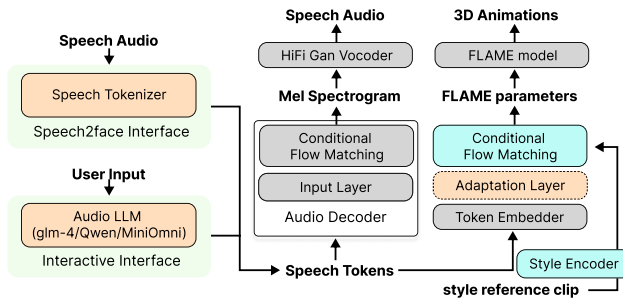 Speech Audio
Speech Tokenizer
Speech2face Interface
User Input
Audio LLM
(glm-4/Qwen/MiniOmni)
Interactive Interface
Speech Audio
HiFi Gan Vocoder
Mel Spectrogram
Conditional
Flow Matching
Input Layer
Audio Decoder
Speech Tokens
3D Animations
FLAME model
FLAME parameters
Conditional
Flow Matching
Adaptation Layer
Token Embedder
Style Encoder
style reference clip